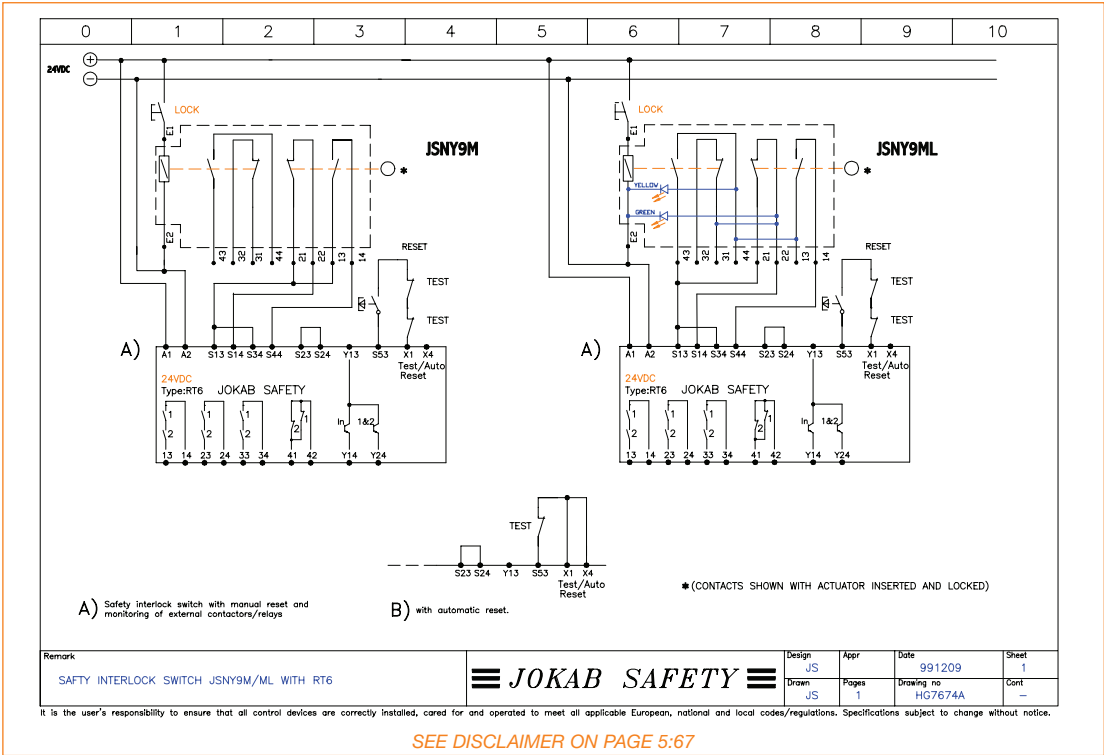 0 1 2 3 4 5 6 7 8 9 10
24VDC
+
−
LOCK
E1
JSNY9M
*
E2
43 32 31 44 21 22 13 14
RESET
TEST
TEST
A)
A1 A2 S13 S14 S34 S44 S23 S24 Y13 S53 X1 X4
Test/Auto
Reset
24VDC
Type:RT6 JOKAB SAFETY
1 1 1 1 In 1&2
2 2 2 2
13 14 23 24 33 34 41 42 Y14 Y24
LOCK
E1
JSNY9ML
*
YELLOW
GREEN
E2
43 32 31 44 21 22 13 14
RESET
TEST
TEST
A)
A1 A2 S13 S14 S34 S44 S23 S24 Y13 S53 X1 X4
Test/Auto
Reset
24VDC
Type:RT6 JOKAB SAFETY
1 1 1 1 In 1&2
2 2 2 2
13 14 23 24 33 34 41 42 Y14 Y24
TEST
S23 S24 Y13 S53 X1 X4
Test/Auto
Reset
*(CONTACTS SHOWN WITH ACTUATOR INSERTED AND LOCKED)
A) Safety interlock switch with manual reset and
monitoring of external contactors/relays
B) with automatic reset.
Remark
SAFTY INTERLOCK SWITCH JSNY9M/ML WITH RT6
JOKAB SAFETY
Design Appr Date Sheet
JS 991209 1
Drawn Pages Drawing no Cont
JS 1 HG7674A −
It is the user's responsibility to ensure that all control devices are correctly installed, cared for and operated to meet all applicable European, national and local codes/regulations. Specifications subject to change without notice.
SEE DISCLAIMER ON PAGE 5:67